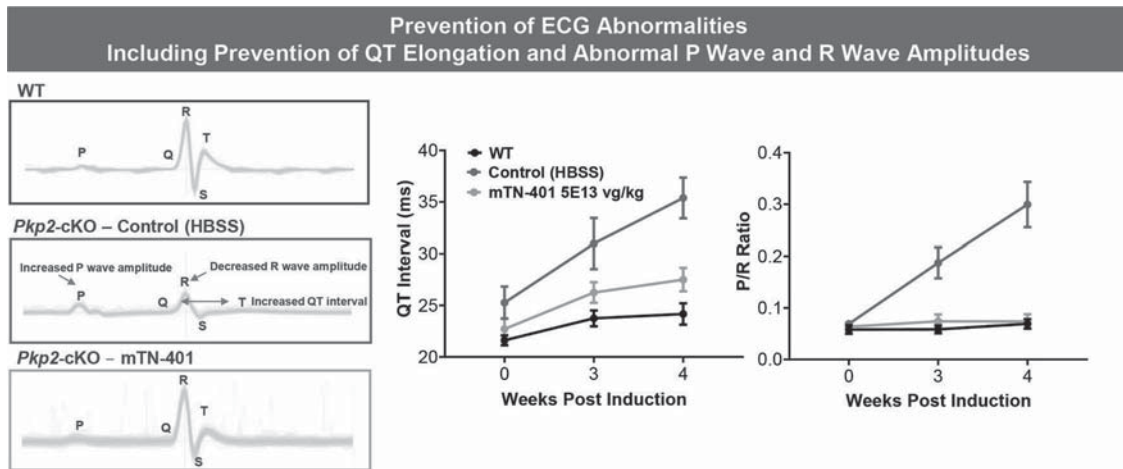 Prevention of ECG Abnormalities
Including Prevention of QT Elongation and Abnormal P Wave and R Wave Amplitudes
WT
R
P
Q
T
S
Pkp2-cKO – Control (HBSS)
Increased P wave amplitude
Decreased R wave amplitude
R
P
Q
T Increased QT interval
S
Pkp2-cKO – mTN-401
R
P
Q
T
S
QT Interval (ms)
40
35
30
25
20
WT
Control (HBSS)
mTN-401 5E13 vg/kg
0 3 4
Weeks Post Induction
P/R Ratio
0.4
0.3
0.2
0.1
0.0
0 3 4
Weeks Post Induction